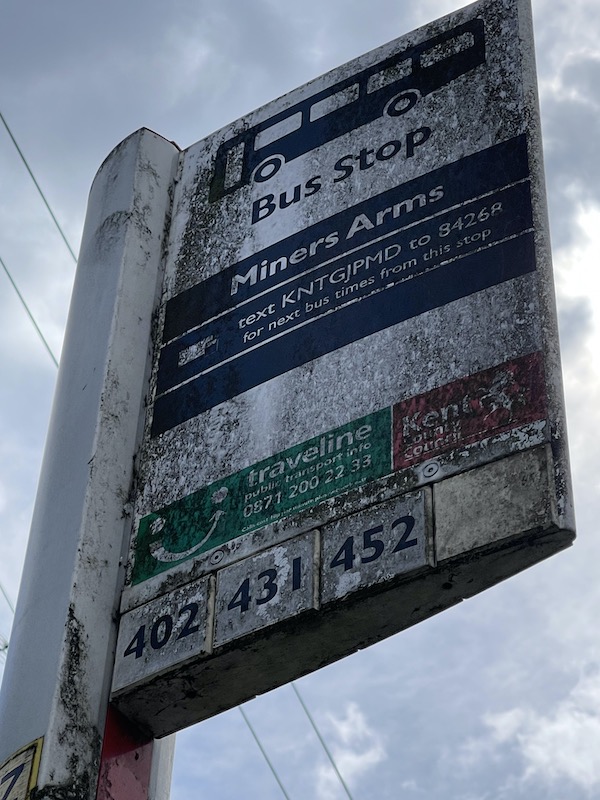 Bus Stop
Miners Arms
text KNTGJPMD to 84268
for next bus times from this stop
traveline
public transport info
0871 200 22 33
Kent
County
Council
402
431
452
Z